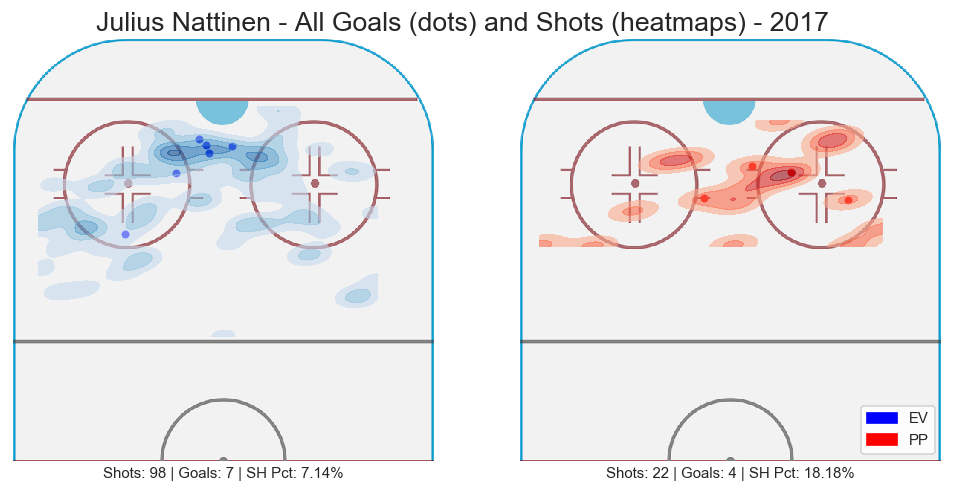 Julius Nattinen - All Goals (dots) and Shots (heatmaps) - 2017
EV
PP
Shots: 98 | Goals: 7 | SH Pct: 7.14%
Shots: 22 | Goals: 4 | SH Pct: 18.18%